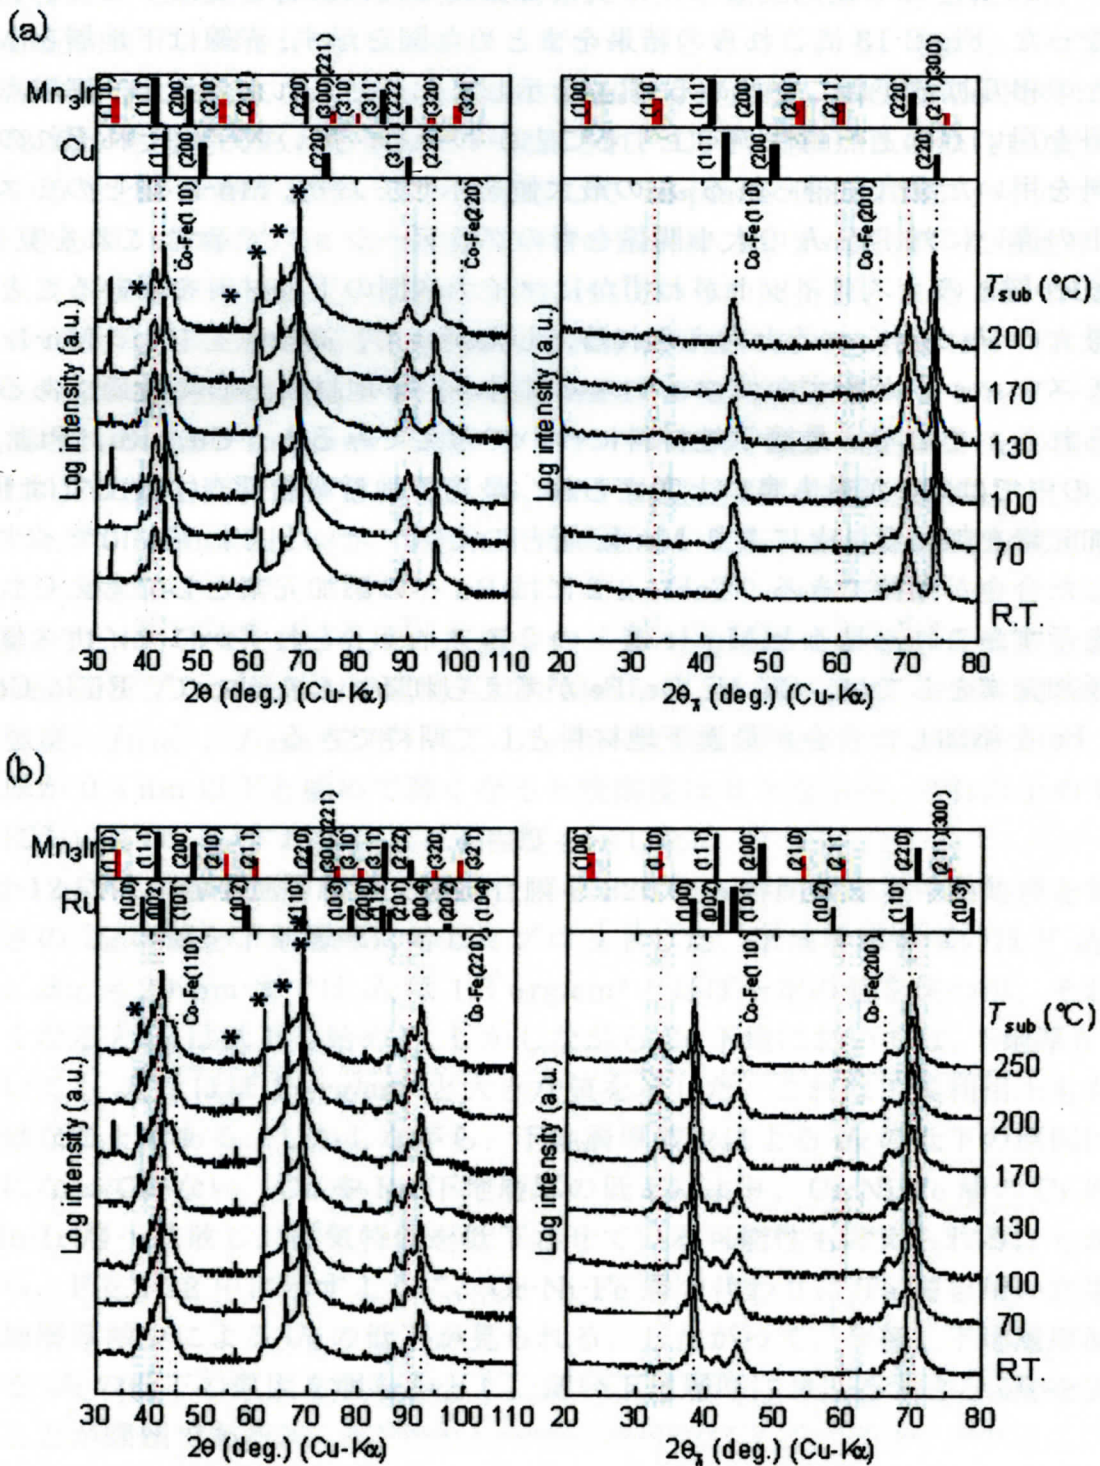 (a)
Mn₃Ir
(110)
(111)
(200)
(210)
(211)
(220)
(300)(221)
(310)
(311)
(222)
(320)
(321)
(100)
(110)
(111)
(200)
(210)
(211)
(220)
(311)(300)
Cu
(111)
(200)
(220)
(311)
(222)
(111)
(200)
(220)
Co-Fe(110)
Co-Fe(220)
Co-Fe(110)
Co-Fe(200)
* * * * *
Log intensity (a.u.)
Log intensity (a.u.)
T sub (°C)
200
170
130
100
70
R.T.
30 40 50 60 70 80 90 100 110
20 30 40 50 60 70 80
2θ (deg.) (Cu-Kα)
2θχ (deg.) (Cu-Kα)
(b)
Mn₃Ir
(110)
(111)
(200)
(210)
(211)
(220)
(300)(221)
(310)
(311)
(222)
(320)
(321)
(100)
(110)
(111)
(200)
(210)
(211)
(220)
(311)(300)
Ru
(100)
(002)
(101)
(102)
(110)
(103)
(112)
(201)
(004)
(104)
(100)
(002)
(101)
(102)
(110)
(103)
Co-Fe(110)
Co-Fe(220)
Co-Fe(110)
Co-Fe(200)
* * * * *
Log intensity (a.u.)
Log intensity (a.u.)
T sub (°C)
250
200
170
130
100
70
R.T.
30 40 50 60 70 80 90 100 110
20 30 40 50 60 70 80
2θ (deg.) (Cu-Kα)
2θχ (deg.) (Cu-Kα)